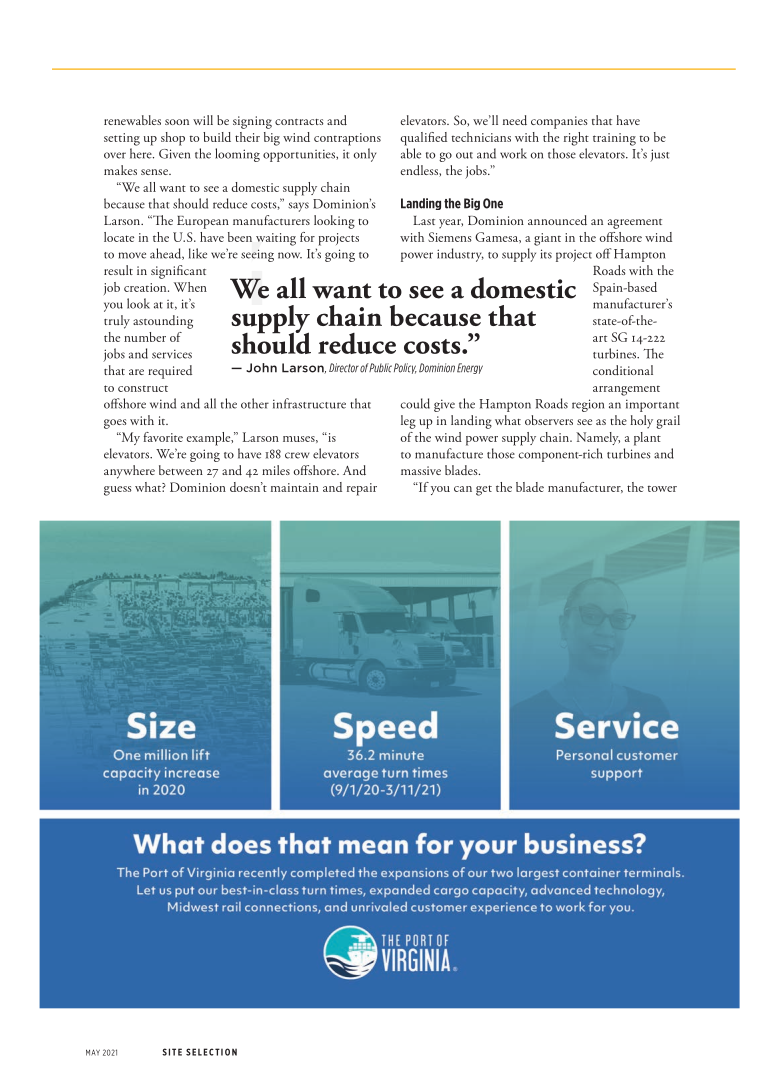 renewables soon will be signing contracts and
setting up shop to build their big wind contraptions
over here. Given the looming opportunities, it only
makes sense.
“We all want to see a domestic supply chain
because that should reduce costs,” says Dominion’s
Larson. “The European manufacturers looking to
locate in the U.S. have been waiting for projects
to move ahead, like we’re seeing now. It’s going to
result in significant
job creation. When
you look at it, it’s
truly astounding
the number of
jobs and services
that are required
to construct
offshore wind and all the other infrastructure that
goes with it.
“My favorite example,” Larson muses, “is
elevators. We’re going to have 188 crew elevators
anywhere between 27 and 42 miles offshore. And
guess what? Dominion doesn’t maintain and repair
elevators. So, we’ll need companies that have
qualified technicians with the right training to be
able to go out and work on those elevators. It’s just
endless, the jobs.”
Landing the Big One
Last year, Dominion announced an agreement
with Siemens Gamesa, a giant in the offshore wind
power industry, to supply its project off Hampton
Roads with the
Spain-based
manufacturer’s
state-of-the-
art SG 14-222
turbines. The
conditional
arrangement
could give the Hampton Roads region an important
leg up in landing what observers see as the holy grail
of the wind power supply chain. Namely, a plant
to manufacture those component-rich turbines and
massive blades.
“If you can get the blade manufacturer, the tower
We all want to see a domestic
supply chain because that
should reduce costs.”
— John Larson, Director of Public Policy, Dominion Energy
Size
One million lift
capacity increase
in 2020
Speed
36.2 minute
average turn times
(9/1/20-3/11/21)
Service
Personal customer
support
What does that mean for your business?
The Port of Virginia recently completed the expansions of our two largest container terminals.
Let us put our best-in-class turn times, expanded cargo capacity, advanced technology,
Midwest rail connections, and unrivaled customer experience to work for you.
THE PORT OF
VIRGINIA®
MAY 2021 SITE SELECTION